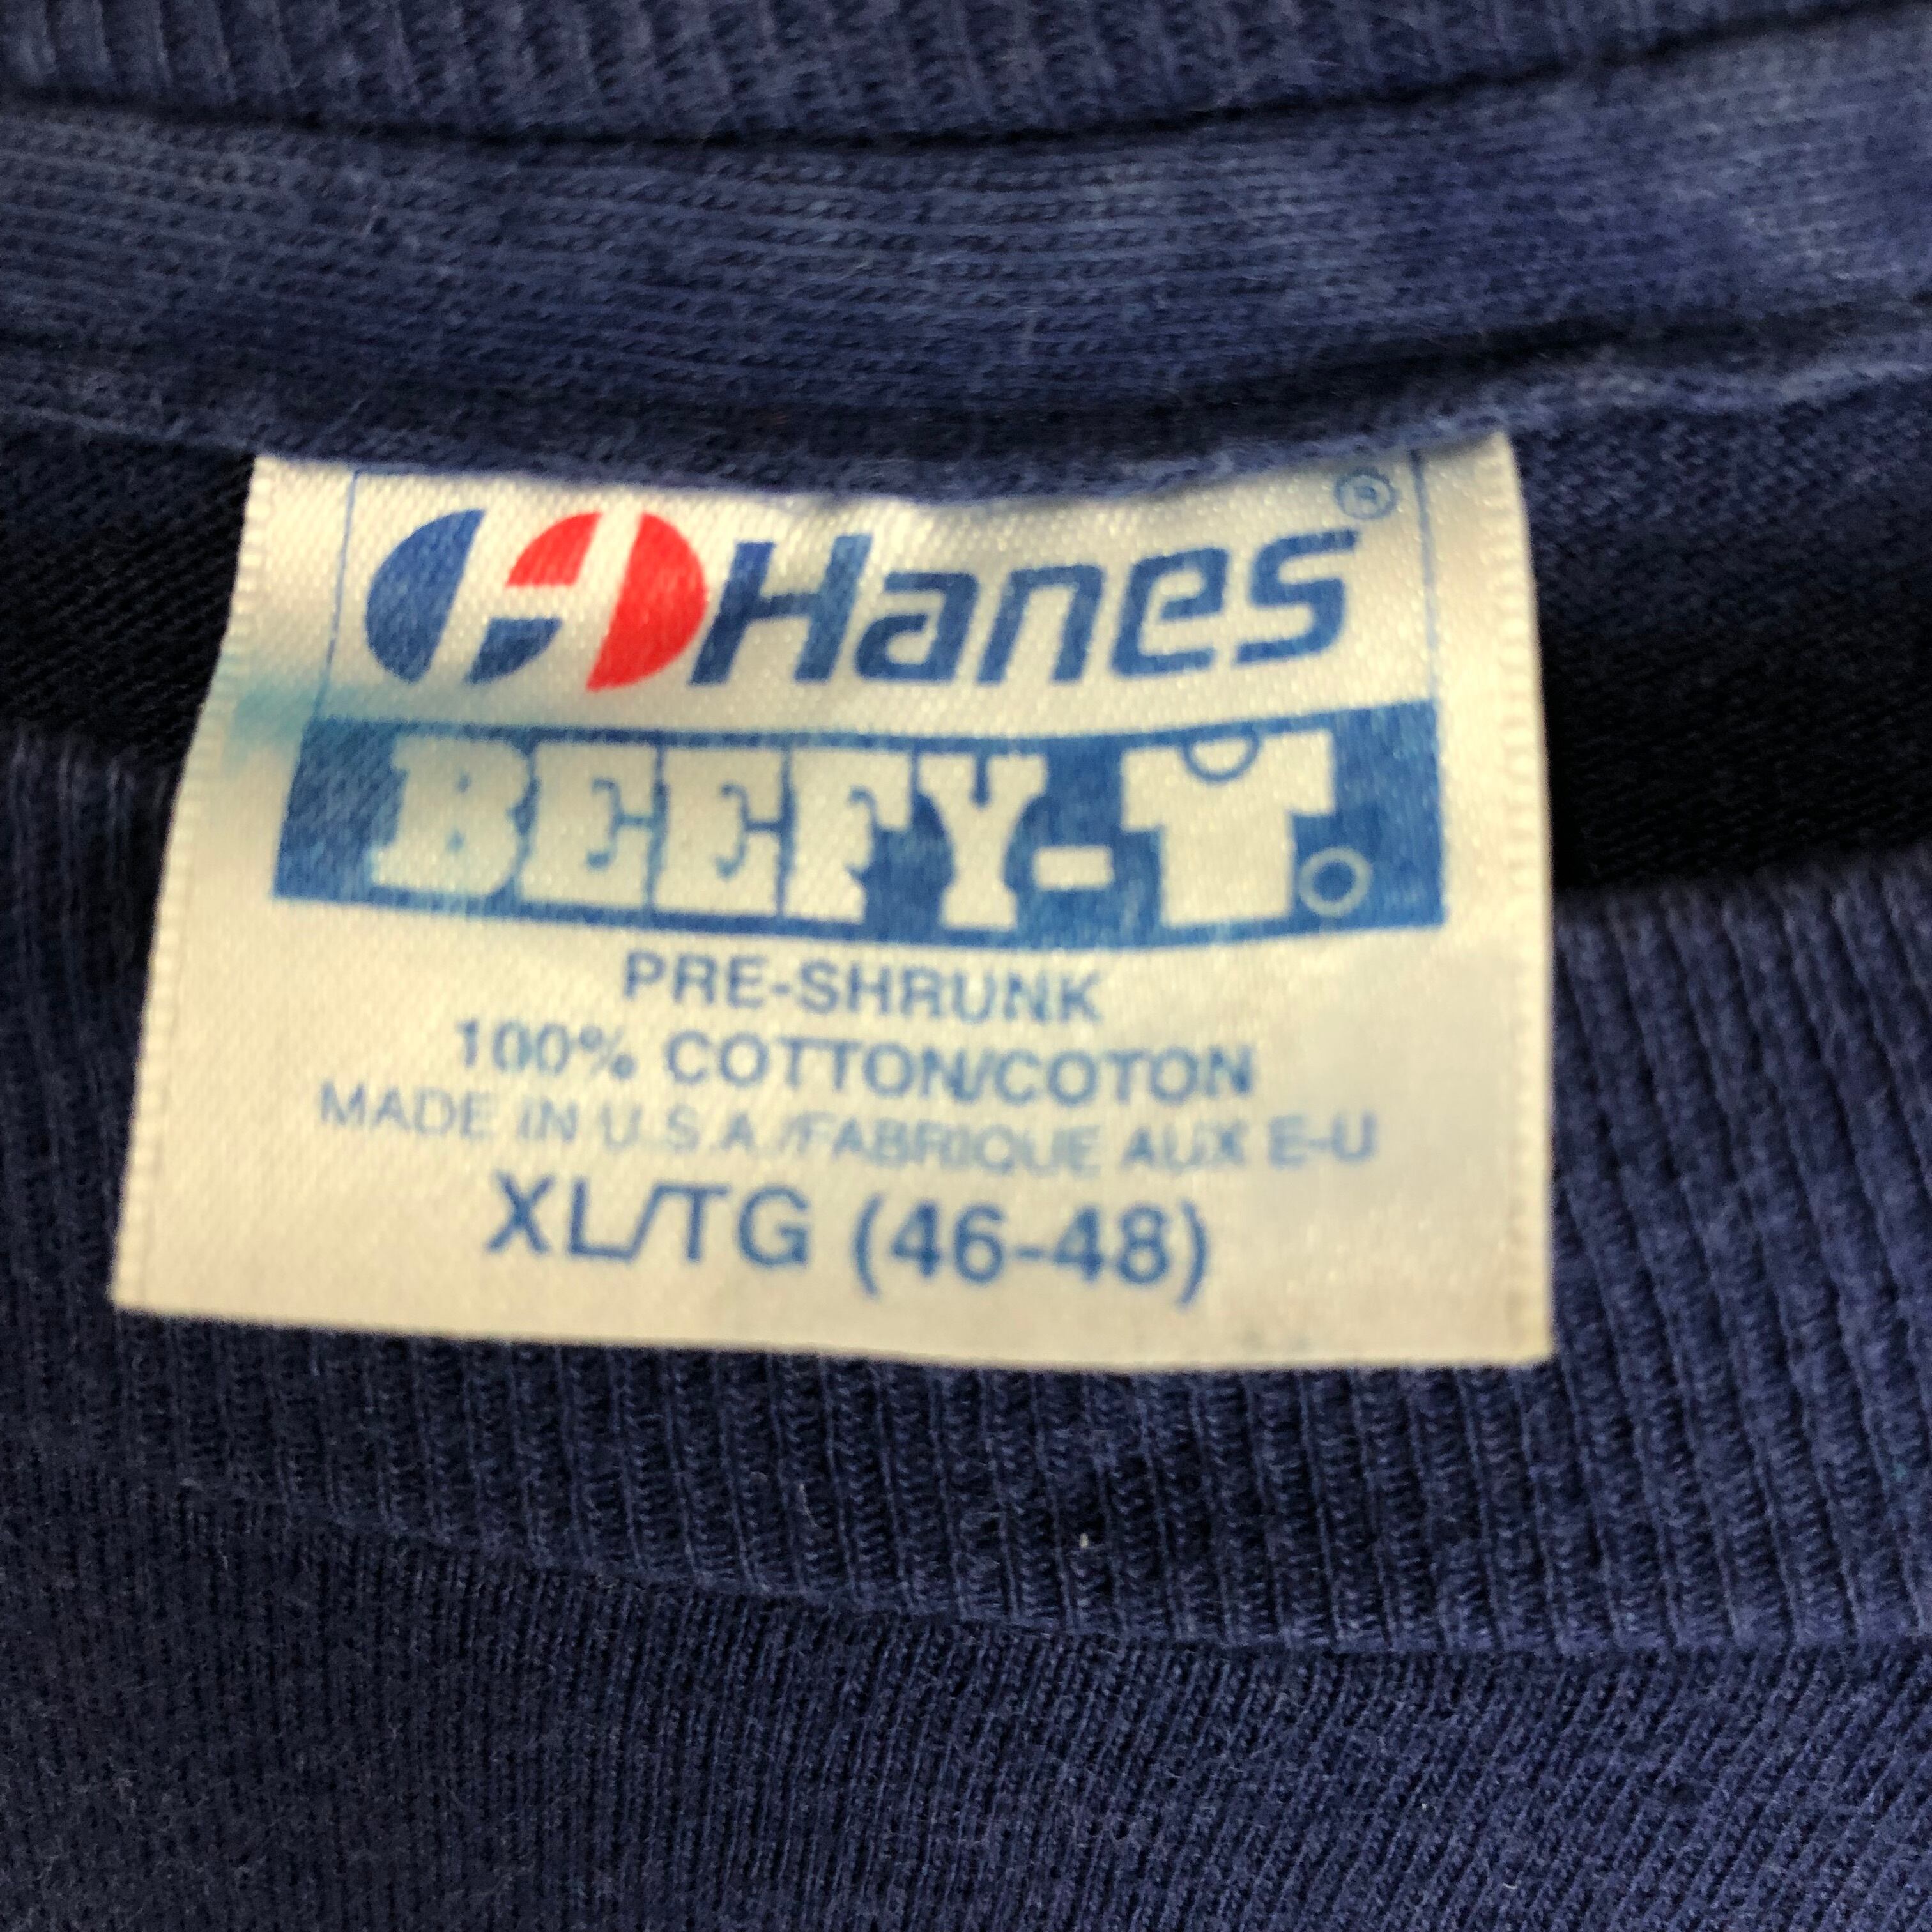 Hanes®
BEEFY-T®
PRE-SHRUNK
100% COTTON/COTON
MADE IN U.S.A./FABRIQUE AUX E-U
XL/TG (46-48)